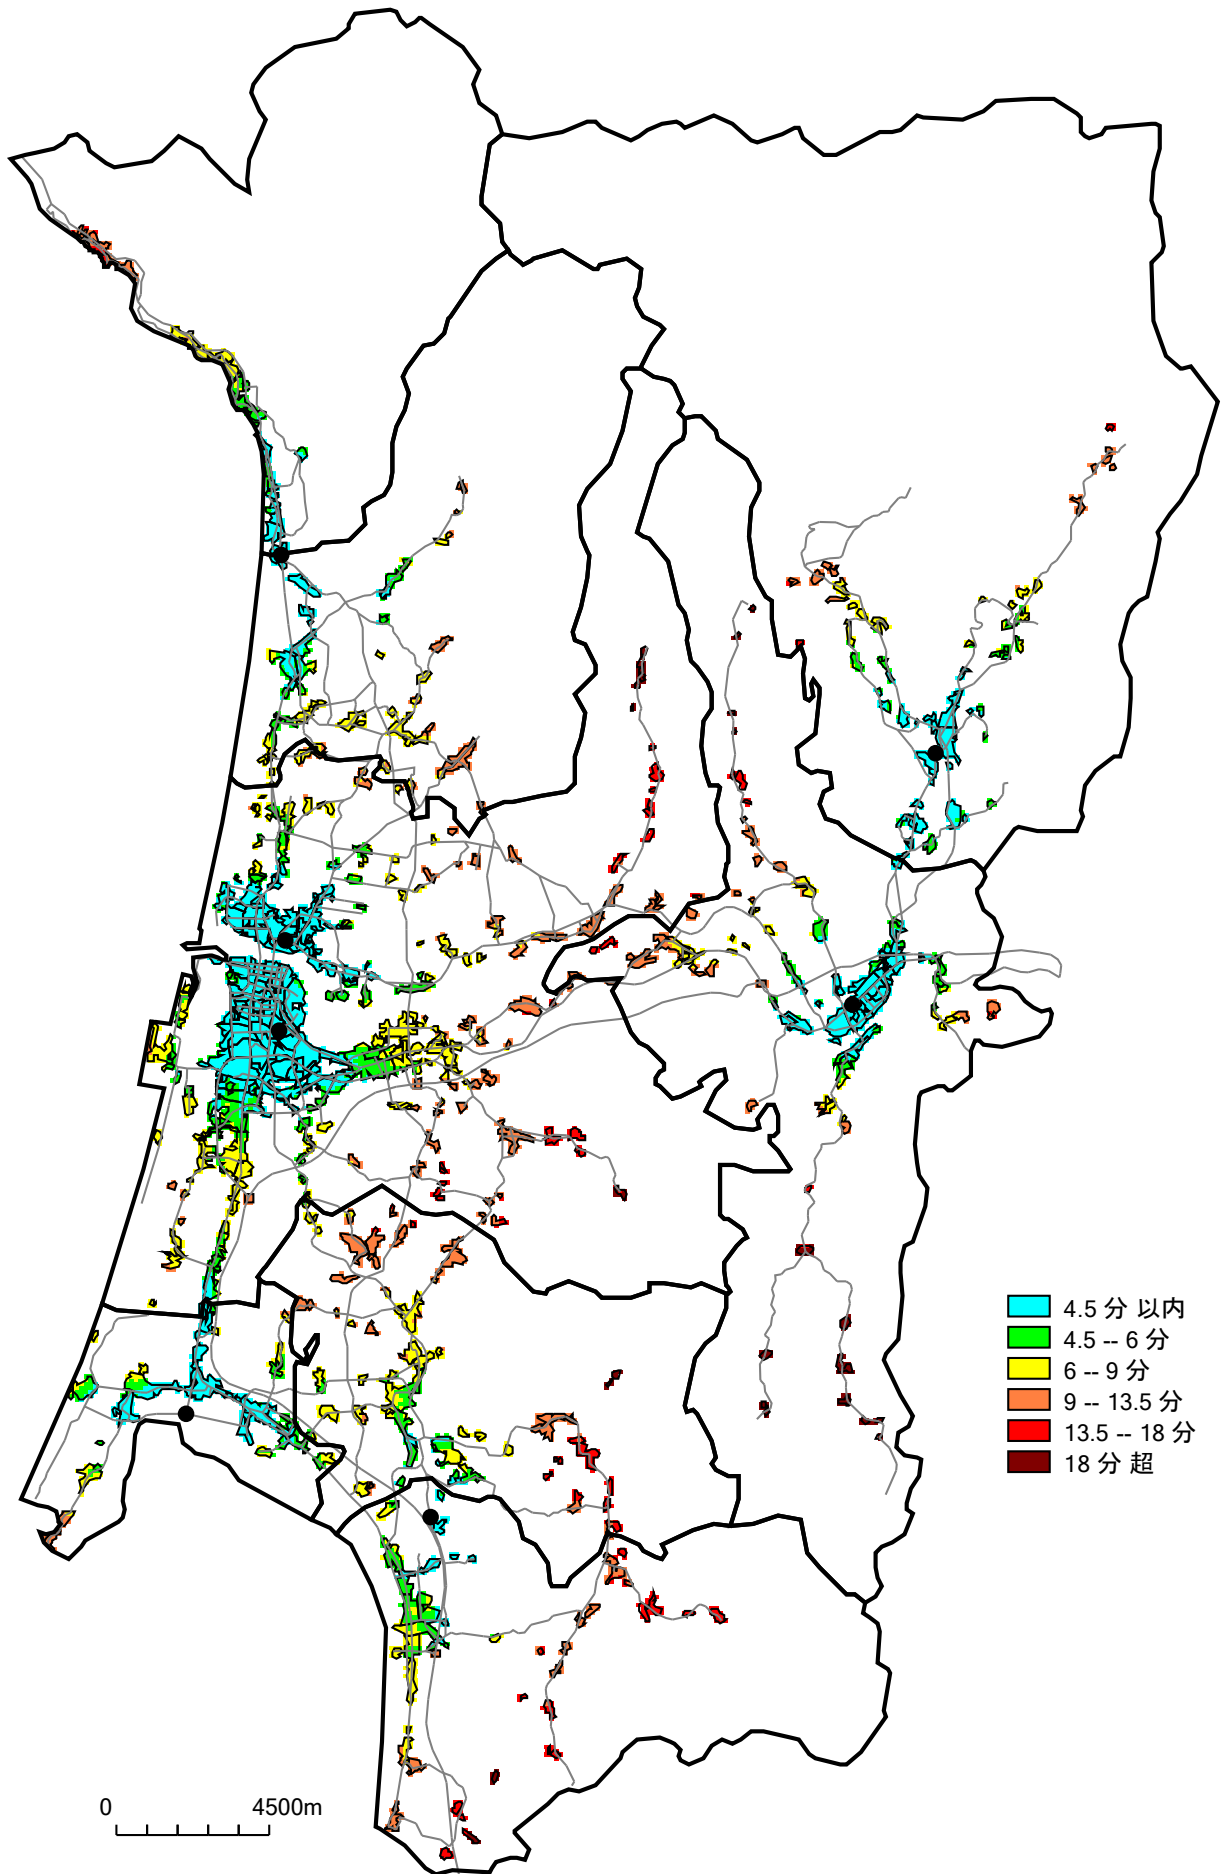 4.5 分 以内
4.5 -- 6 分
6 -- 9 分
9 -- 13.5 分
13.5 -- 18 分
18 分 超
0 4500m